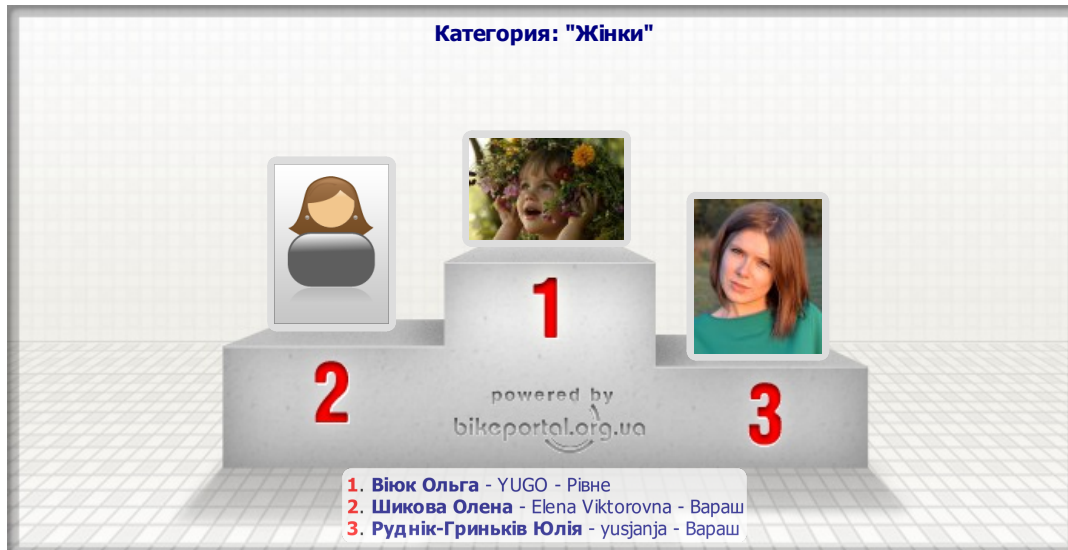 Категория: "Жінки"
1
2
3
powered by
bikeportal.org.ua
1. Віюк Ольга - YUGO - Рівне
2. Шикова Олена - Elena Viktorovna - Вараш
3. Руднік-Гриньків Юлія - yusjanja - Вараш